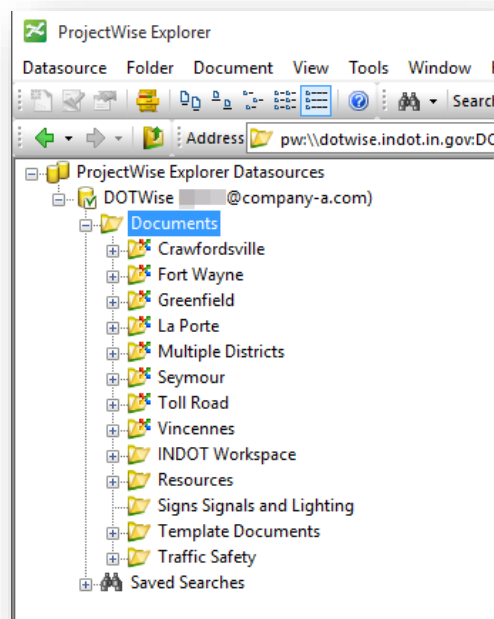 ProjectWise Explorer
Datasource Folder Document View Tools Window
Searc
Address pw:\\dotwise.indot.in.gov:DO
ProjectWise Explorer Datasources
DOTWise @company-a.com)
Documents
Crawfordsville
Fort Wayne
Greenfield
La Porte
Multiple Districts
Seymour
Toll Road
Vincennes
INDOT Workspace
Resources
Signs Signals and Lighting
Template Documents
Traffic Safety
Saved Searches